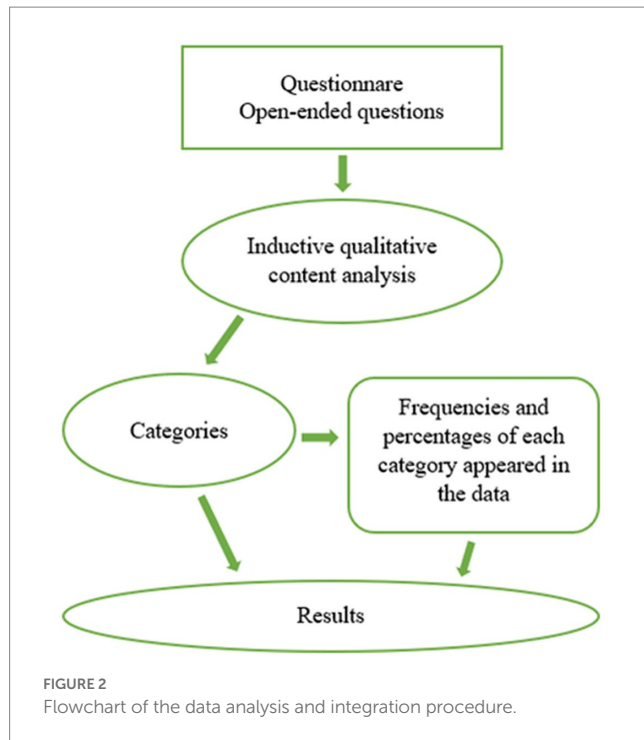 Questionnare
Open-ended questions
Inductive qualitative
content analysis
Categories
Frequencies and
percentages of each
category appeared in
the data
Results
FIGURE 2
Flowchart of the data analysis and integration procedure.